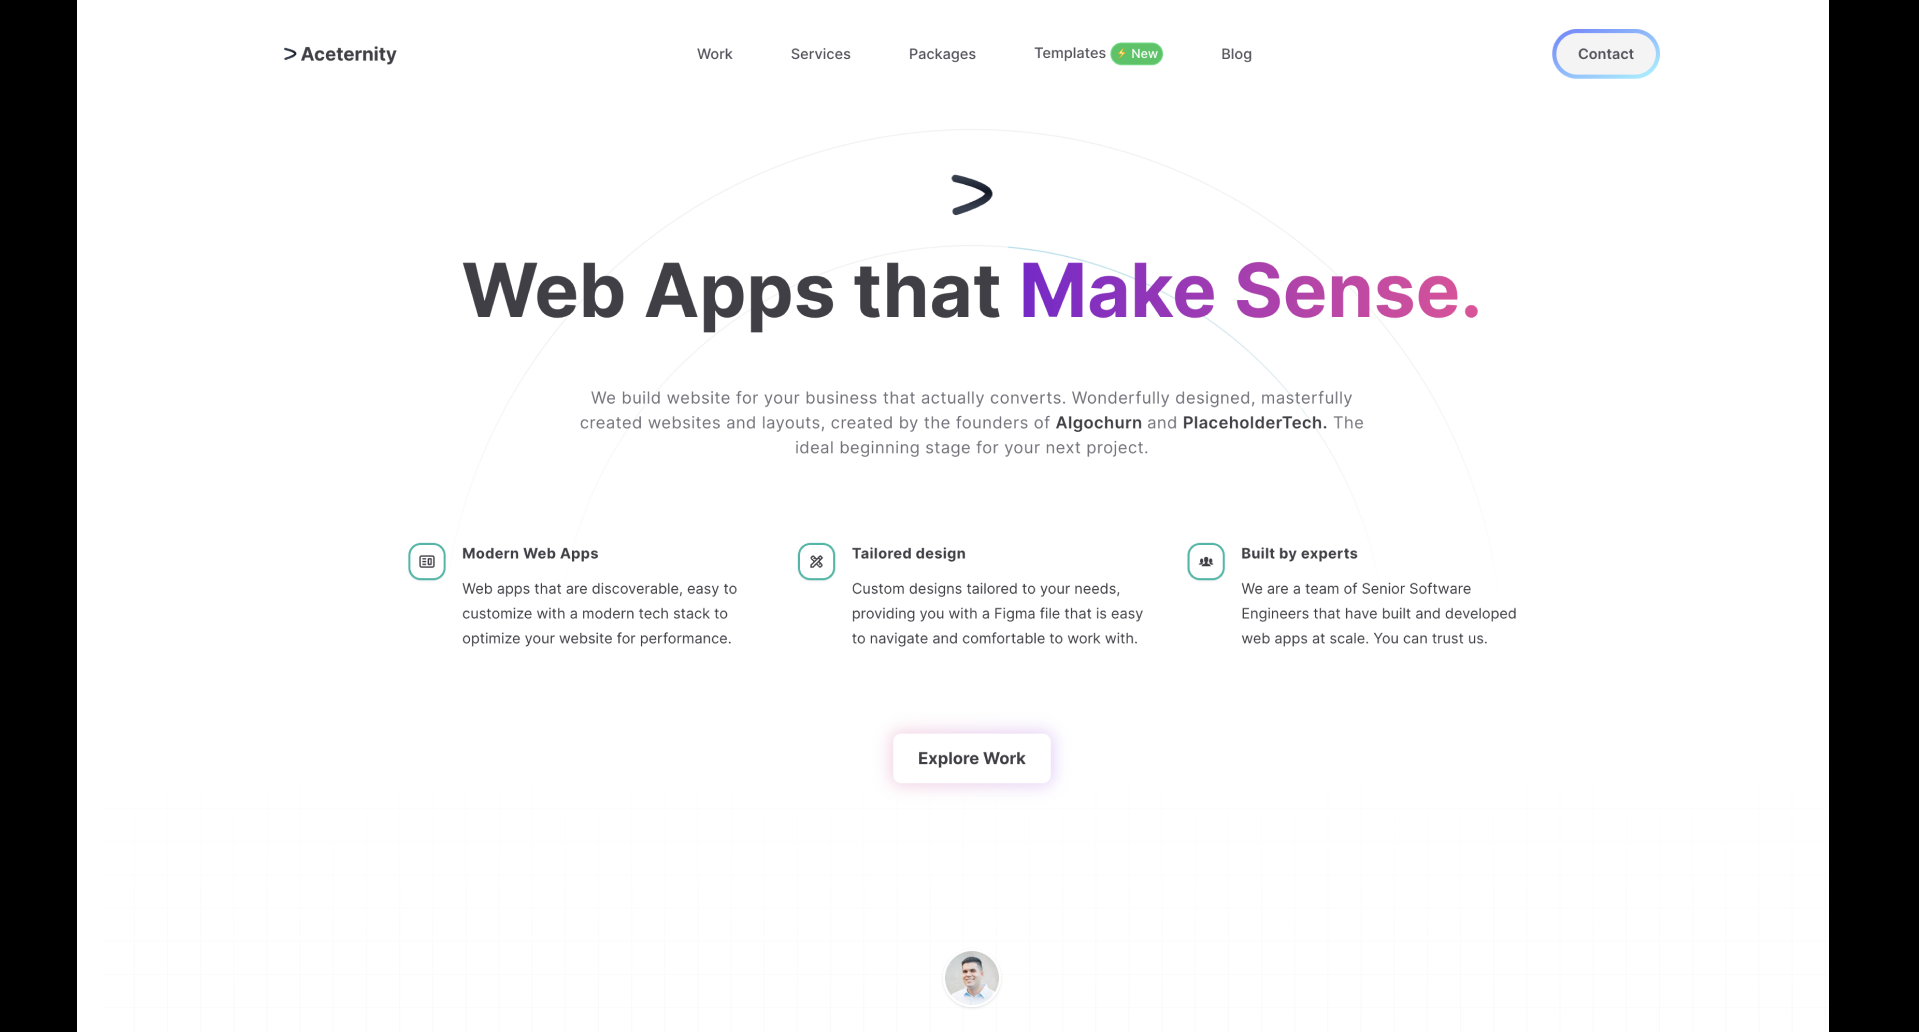 > Aceternity
Work
Services
Packages
Templates ⚡ New
Blog
Contact
>
Web Apps that Make Sense.
We build website for your business that actually converts. Wonderfully designed, masterfully
created websites and layouts, created by the founders of Algochurn and PlaceholderTech. The
ideal beginning stage for your next project.
Modern Web Apps
Web apps that are discoverable, easy to
customize with a modern tech stack to
optimize your website for performance.
Tailored design
Custom designs tailored to your needs,
providing you with a Figma file that is easy
to navigate and comfortable to work with.
Built by experts
We are a team of Senior Software
Engineers that have built and developed
web apps at scale. You can trust us.
Explore Work